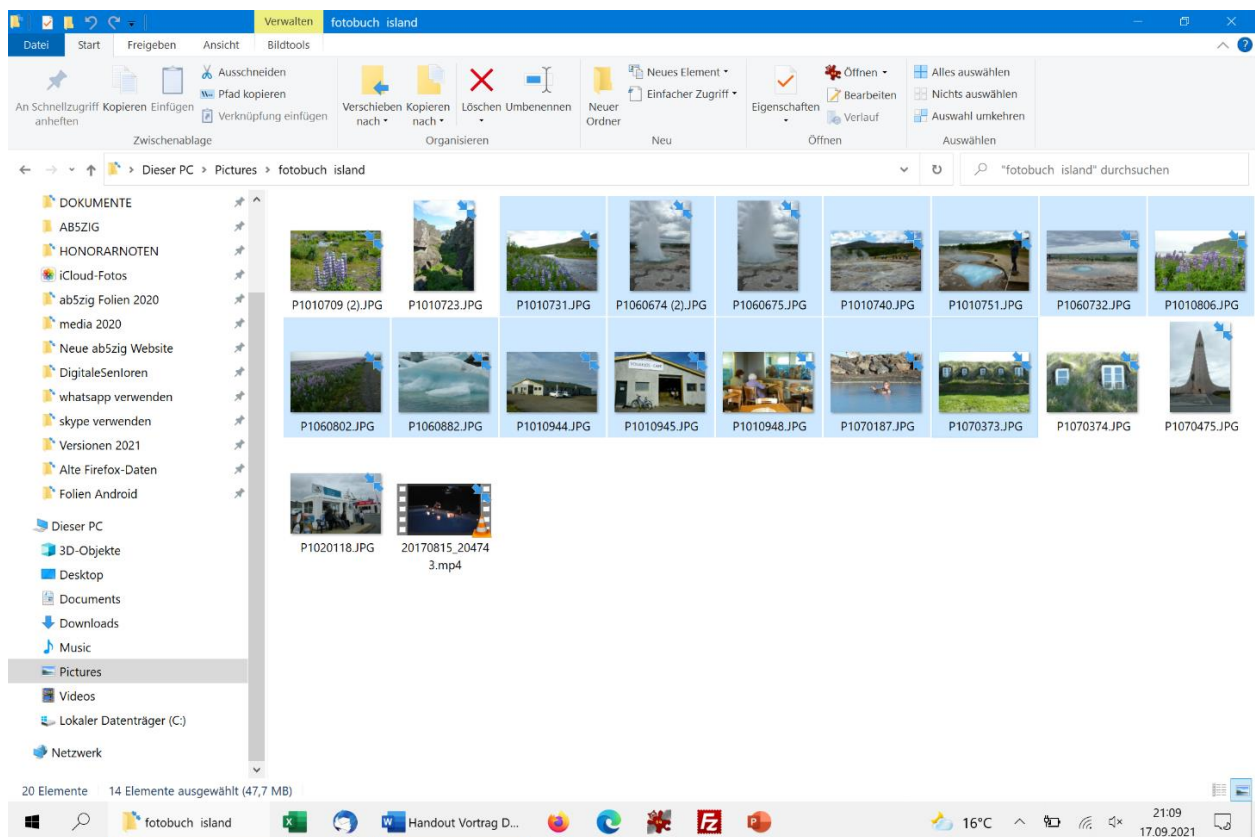 Verwalten fotobuch island
Datei Start Freigeben Ansicht Bildtools
An Schnellzugriff anheften
Kopieren
Einfügen
Ausschneiden
Pfad kopieren
Verknüpfung einfügen
Zwischenablage
Verschieben nach
Kopieren nach
Löschen
Umbenennen
Organisieren
Neuer Ordner
Neues Element
Einfacher Zugriff
Neu
Eigenschaften
Öffnen
Bearbeiten
Verlauf
Öffnen
Alles auswählen
Nichts auswählen
Auswahl umkehren
Auswählen
Dieser PC > Pictures > fotobuch island
"fotobuch island" durchsuchen
DOKUMENTE
AB5ZIG
HONORARNOTEN
iCloud-Fotos
ab5zig Folien 2020
media 2020
Neue ab5zig Website
DigitaleSenIoren
whatsapp verwenden
skype verwenden
Versionen 2021
Alte Firefox-Daten
Folien Android
Dieser PC
3D-Objekte
Desktop
Documents
Downloads
Music
Pictures
Videos
Lokaler Datenträger (C:)
Netzwerk
P1010709 (2).JPG P1010723.JPG P1010731.JPG P1060674 (2).JPG P1060675.JPG P1010740.JPG P1010751.JPG P1060732.JPG P1010806.JPG
P1060802.JPG P1060882.JPG P1010944.JPG P1010945.JPG P1010948.JPG P1070187.JPG P1070373.JPG P1070374.JPG P1070475.JPG
P1020118.JPG 20170815_20474
3.mp4
20 Elemente 14 Elemente ausgewählt (47,7 MB)
fotobuch island Handout Vortrag D... 16°C 21:09
17.09.2021